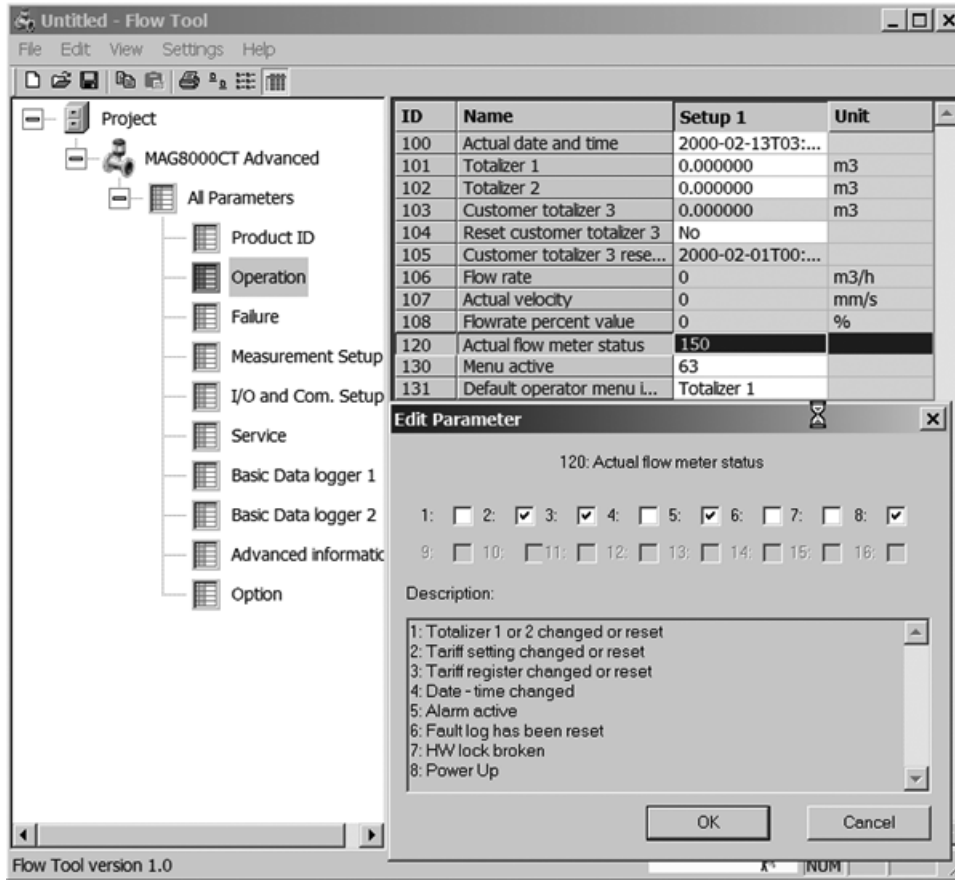 Untitled - Flow Tool
File Edit View Settings Help
Project
MAG8000CT Advanced
All Parameters
Product ID
Operation
Failure
Measurement Setup
I/O and Com. Setup
Service
Basic Data logger 1
Basic Data logger 2
Advanced informatic
Option
ID Name Setup 1 Unit
100 Actual date and time 2000-02-13T03:...
101 Totalizer 1 0.000000 m3
102 Totalizer 2 0.000000 m3
103 Customer totalizer 3 0.000000 m3
104 Reset customer totalizer 3 No
105 Customer totalizer 3 rese... 2000-02-01T00:...
106 Flow rate 0 m3/h
107 Actual velocity 0 mm/s
108 Flowrate percent value 0 %
120 Actual flow meter status 150
130 Menu active 63
131 Default operator menu i... Totalizer 1
Edit Parameter
120: Actual flow meter status
1: 2: 3: 4: 5: 6: 7: 8:
9: 10: 11: 12: 13: 14: 15: 16:
Description:
1: Totalizer 1 or 2 changed or reset
2: Tariff setting changed or reset
3: Tariff register changed or reset
4: Date - time changed
5: Alarm active
6: Fault log has been reset
7: HW lock broken
8: Power Up
OK Cancel
Flow Tool version 1.0
NUM